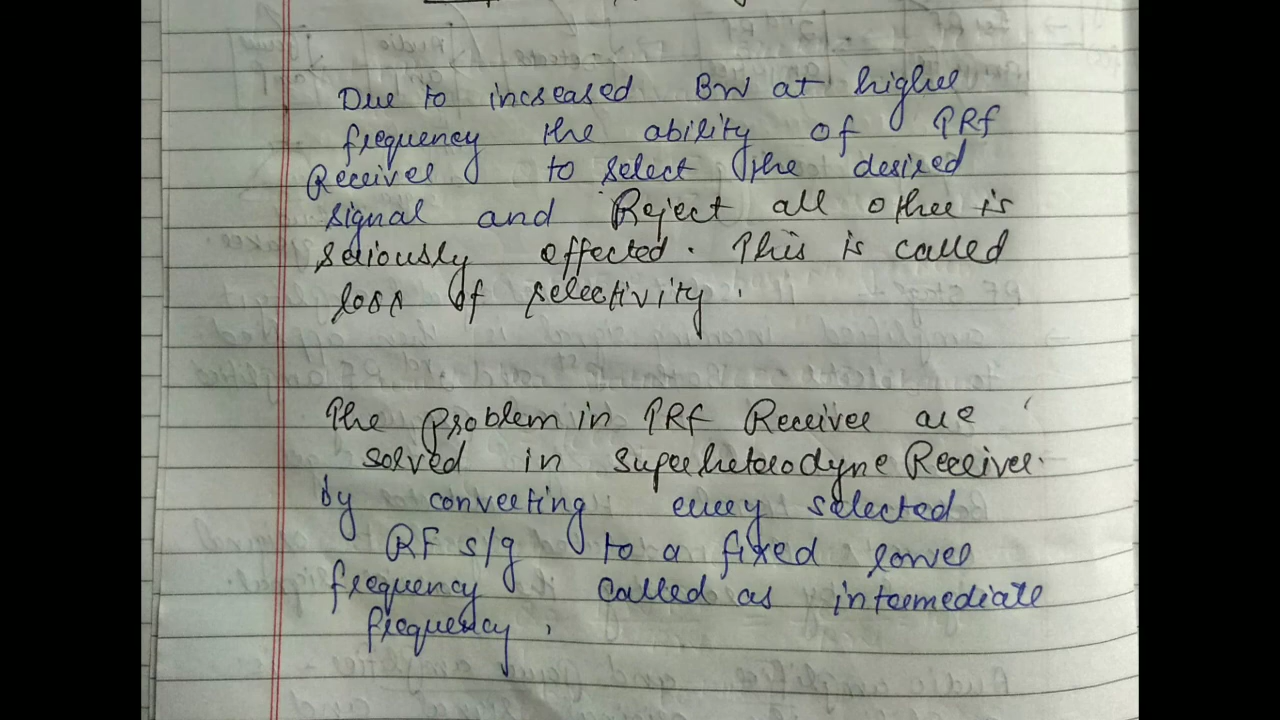 Due to increased BW at higher
frequency the ability of TRf
Receiver to select the desired
signal and Reject all other is
seriously effected. This is called
loss of selectivity.
The Problem in TRf Receiver are
solved in superheterodyne Receiver.
by converting every selected
RF s/g to a fixed lower
frequency called as intermediate
frequency.